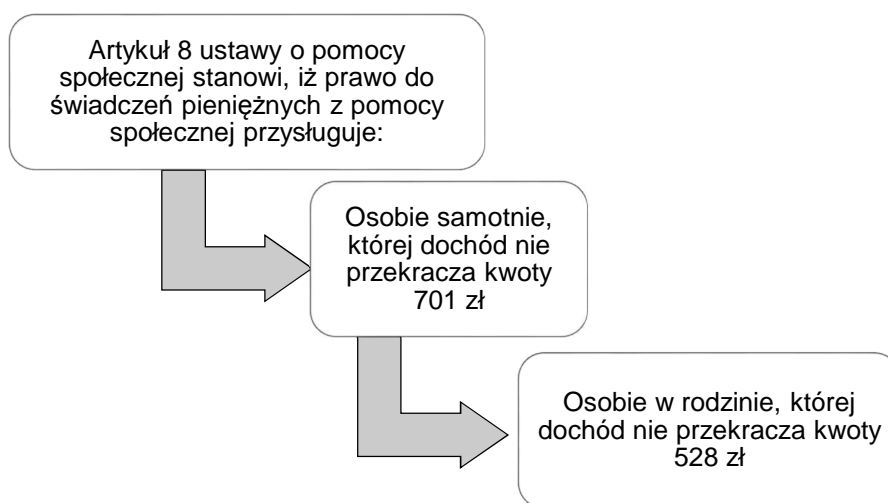 Artykuł 8 ustawy o pomocy
społecznej stanowi, iż prawo do
świadczeń pieniężnych z pomocy
społecznej przysługuje:
Osobie samotnie,
której dochód nie
przekracza kwoty
701 zł
Osobie w rodzinie, której
dochód nie przekracza kwoty
528 zł